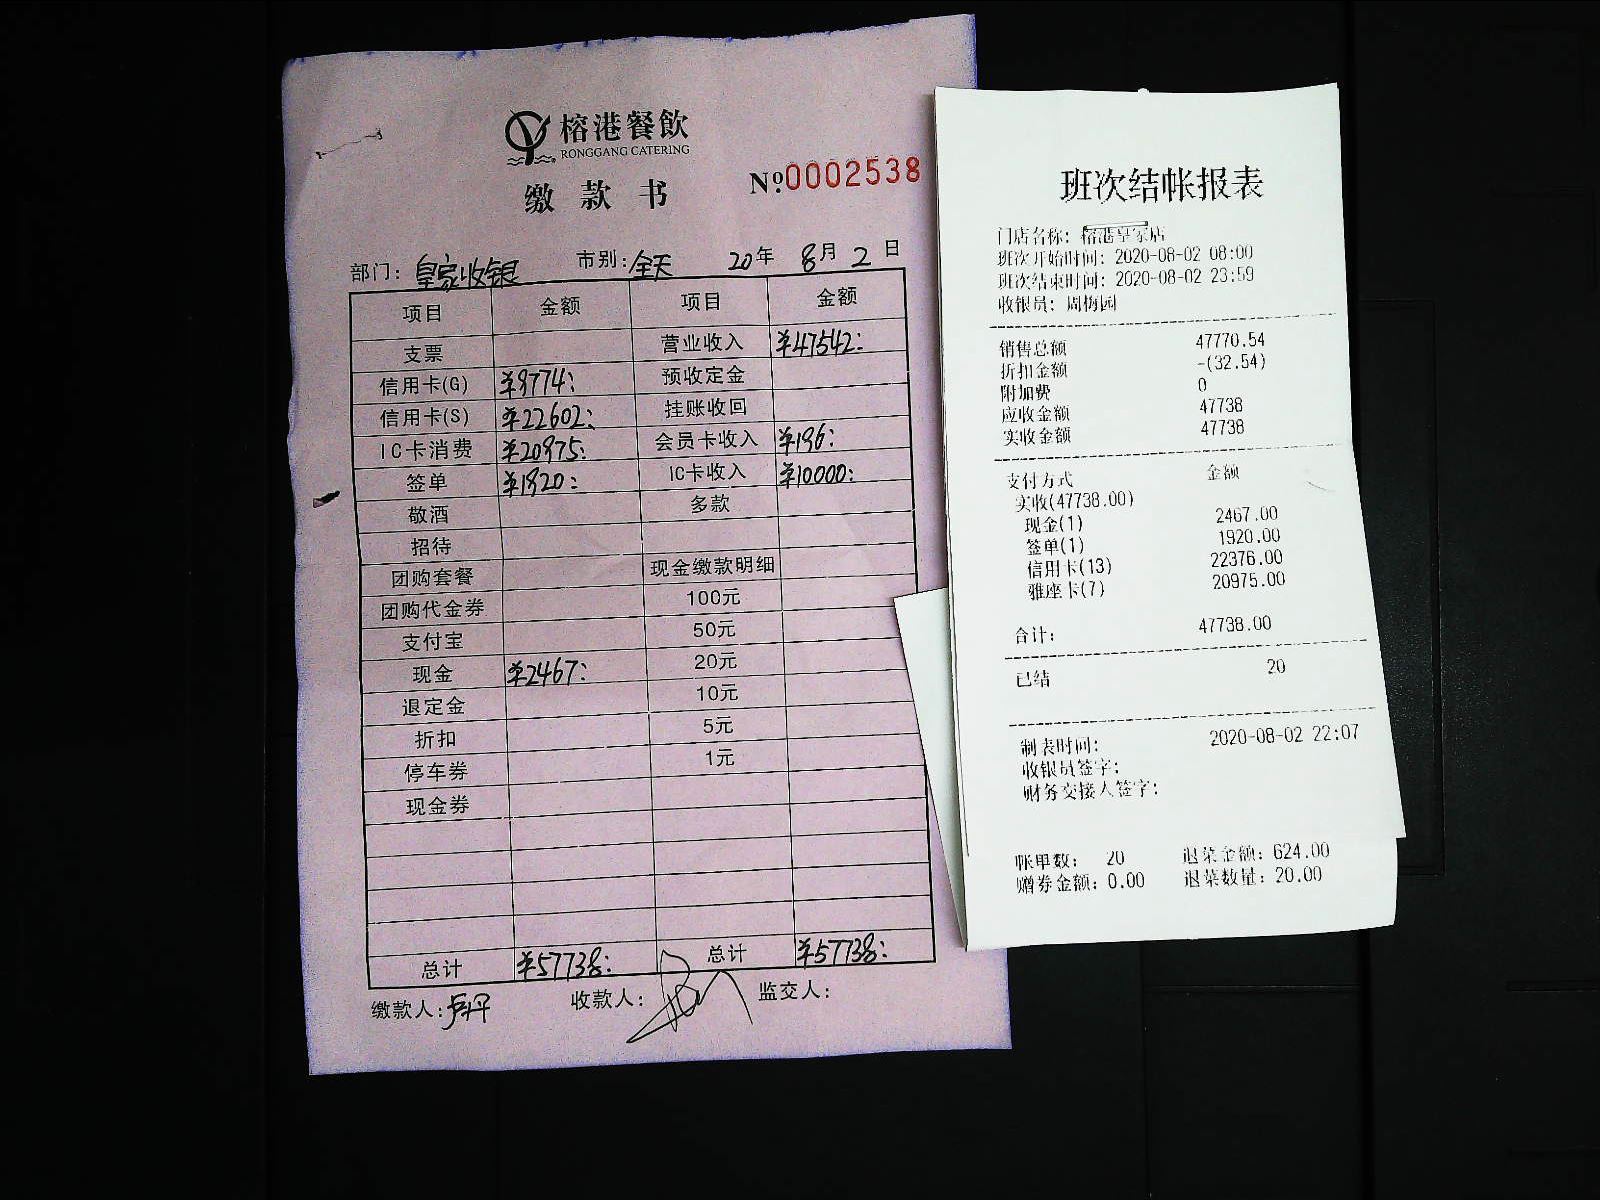 榕港餐飲
RONGGANG CATERING
缴款书
№0002538
部门：皇家收银 市别：全天 20年 8月 2日
项目 金额 项目 金额
支票 营业收入 ¥47542:
信用卡(G) ¥9774: 预收定金
信用卡(S) ¥22602: 挂账收回
IC卡消费 ¥20975: 会员卡收入 ¥196:
签单 ¥1920: IC卡收入 ¥10000:
敬酒 多款
招待
团购套餐 现金缴款明细
团购代金券 100元
支付宝 50元
现金 ¥2467: 20元
退定金 10元
折扣 5元
停车券 1元
现金券
总计 ¥57738: 总计 ¥57738:
缴款人：卢丹 收款人： 监交人：
班次结帐报表
门店名称: 榕港皇家店
班次开始时间: 2020-08-02 08:00
班次结束时间: 2020-08-02 23:59
收银员: 周梅园
销售总额 47770.54
折扣金额 -(32.54)
附加费 0
应收金额 47738
实收金额 47738
支付方式 金额
实收(47738.00)
现金(1) 2467.00
签单(1) 1920.00
信用卡(13) 22376.00
雅座卡(7) 20975.00
合计: 47738.00
已结 20
制表时间: 2020-08-02 22:07
收银员签字:
财务交接人签字:
账单数: 20 退菜金额: 624.00
赠券金额: 0.00 退菜数量: 20.00